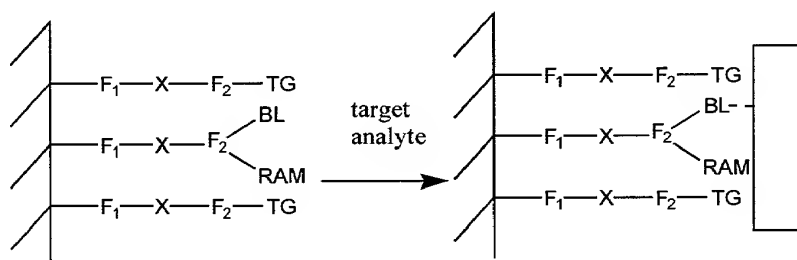 F₁—X—F₂—TG
BL
F₁—X—F₂
RAM
F₁—X—F₂—TG
target
analyte
F₁—X—F₂—TG
BL
F₁—X—F₂
RAM
F₁—X—F₂—TG